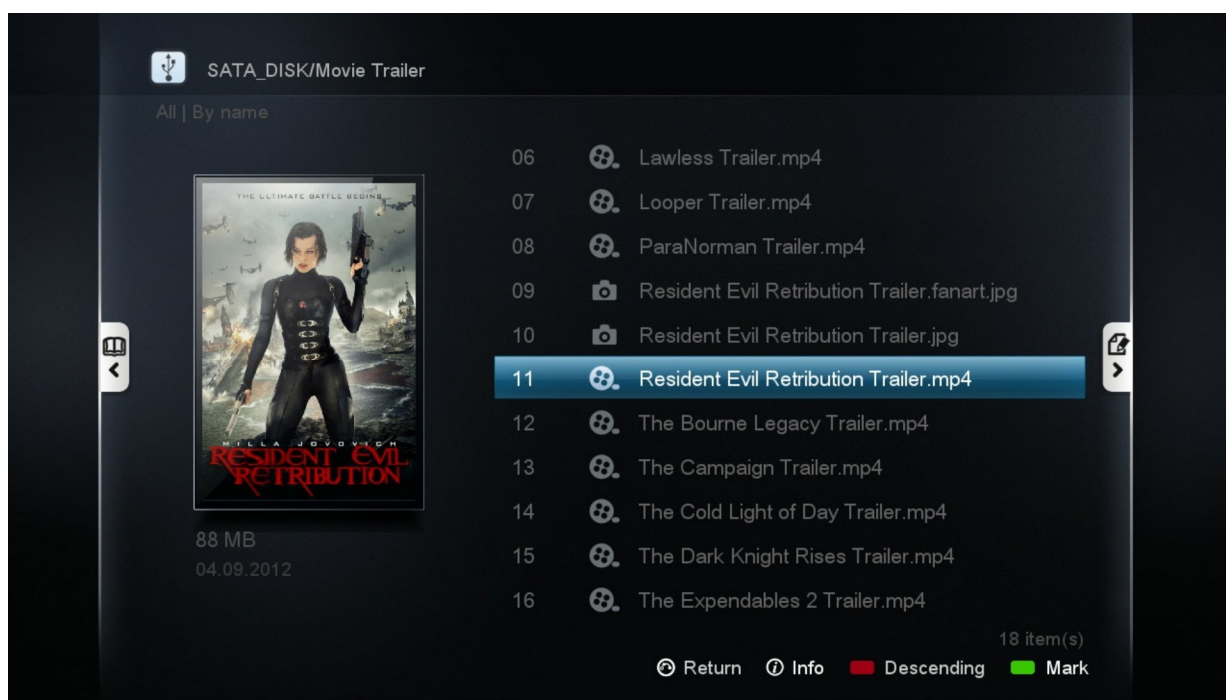 SATA_DISK/Movie Trailer
All | By name
THE ULTIMATE BATTLE BEGINS
MILLA JOVOVICH
RESIDENT EVIL
RETRIBUTION
88 MB
04.09.2012
06 Lawless Trailer.mp4
07 Looper Trailer.mp4
08 ParaNorman Trailer.mp4
09 Resident Evil Retribution Trailer.fanart.jpg
10 Resident Evil Retribution Trailer.jpg
11 Resident Evil Retribution Trailer.mp4
12 The Bourne Legacy Trailer.mp4
13 The Campaign Trailer.mp4
14 The Cold Light of Day Trailer.mp4
15 The Dark Knight Rises Trailer.mp4
16 The Expendables 2 Trailer.mp4
18 item(s)
Return Info Descending Mark